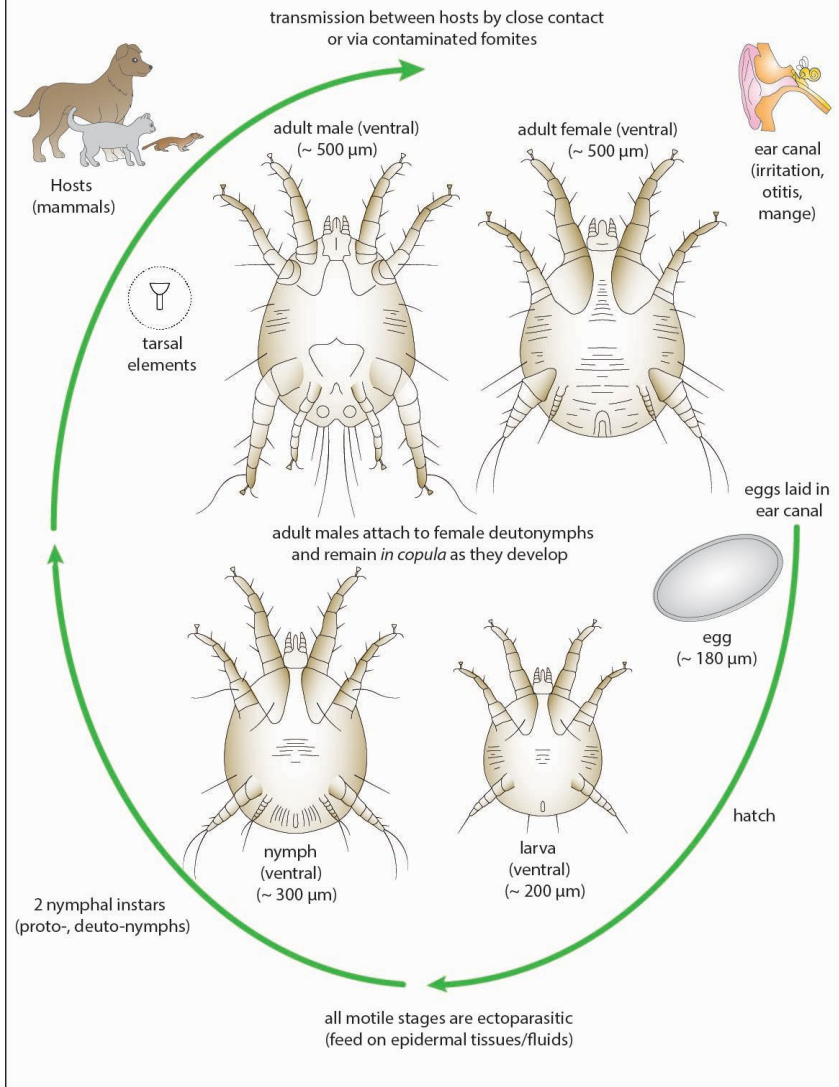 transmission between hosts by close contact
or via contaminated fomites
Hosts
(mammals)
adult male (ventral)
(~ 500 µm)
adult female (ventral)
(~ 500 µm)
ear canal
(irritation,
otitis,
mange)
tarsal
elements
eggs laid in
ear canal
adult males attach to female deutonymphs
and remain in copula as they develop
egg
(~ 180 µm)
hatch
nymph
(ventral)
(~ 300 µm)
larva
(ventral)
(~ 200 µm)
2 nymphal instars
(proto-, deuto-nymphs)
all motile stages are ectoparasitic
(feed on epidermal tissues/fluids)